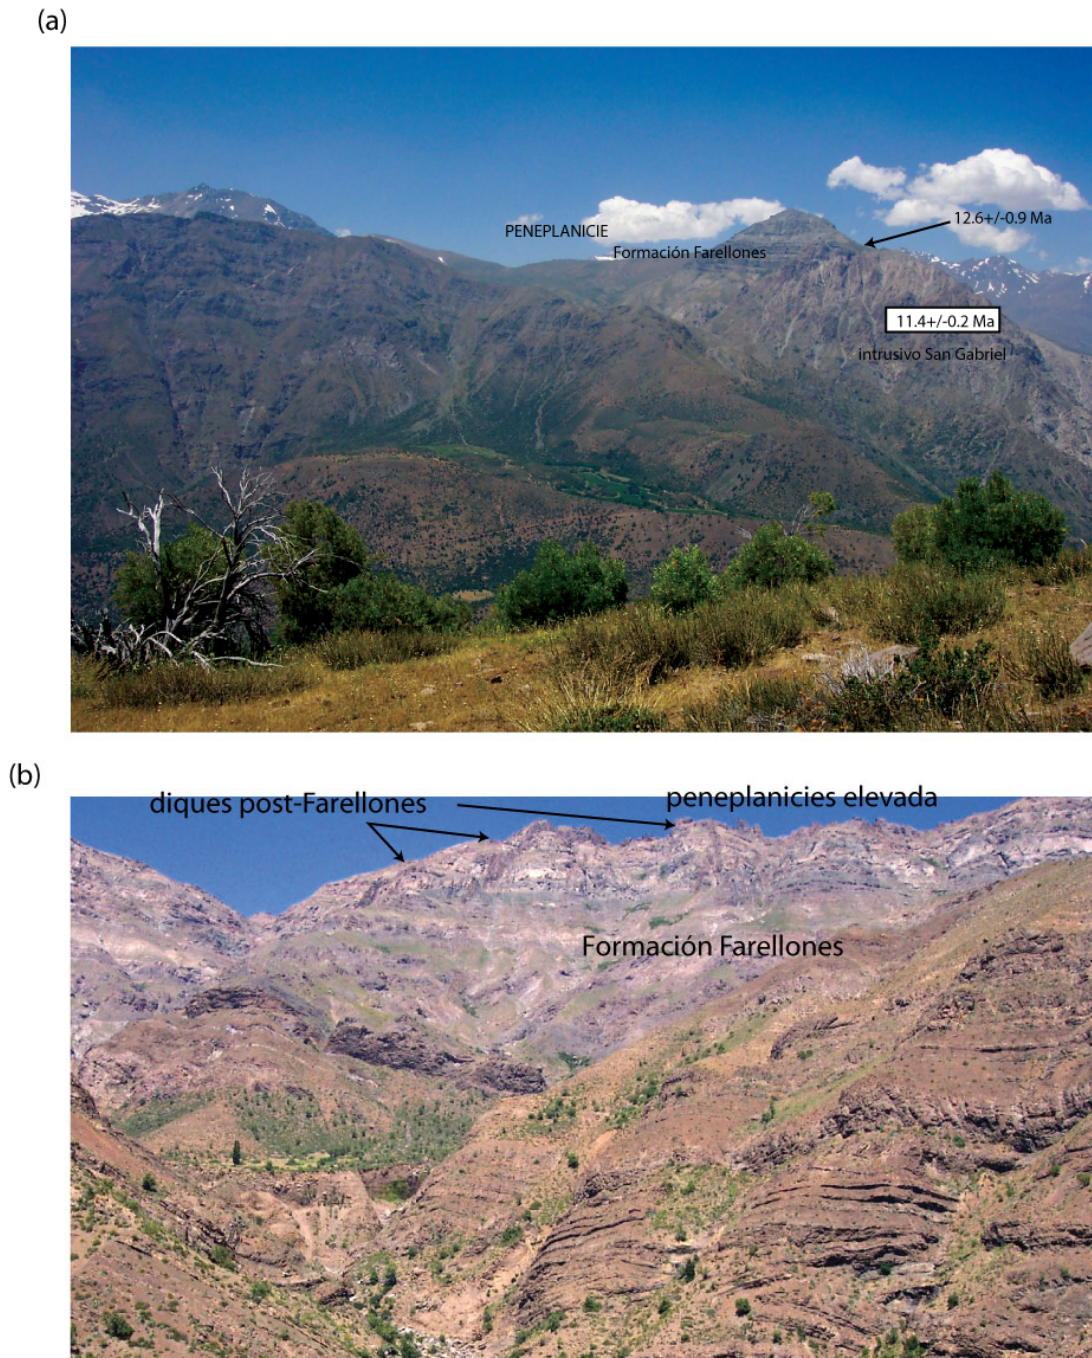 (a)
PENEPLANICIE
Formación Farellones
12.6+/-0.9 Ma
11.4+/-0.2 Ma
intrusivo San Gabriel
(b)
diques post-Farellones
peneplanicies elevada
Formación Farellones